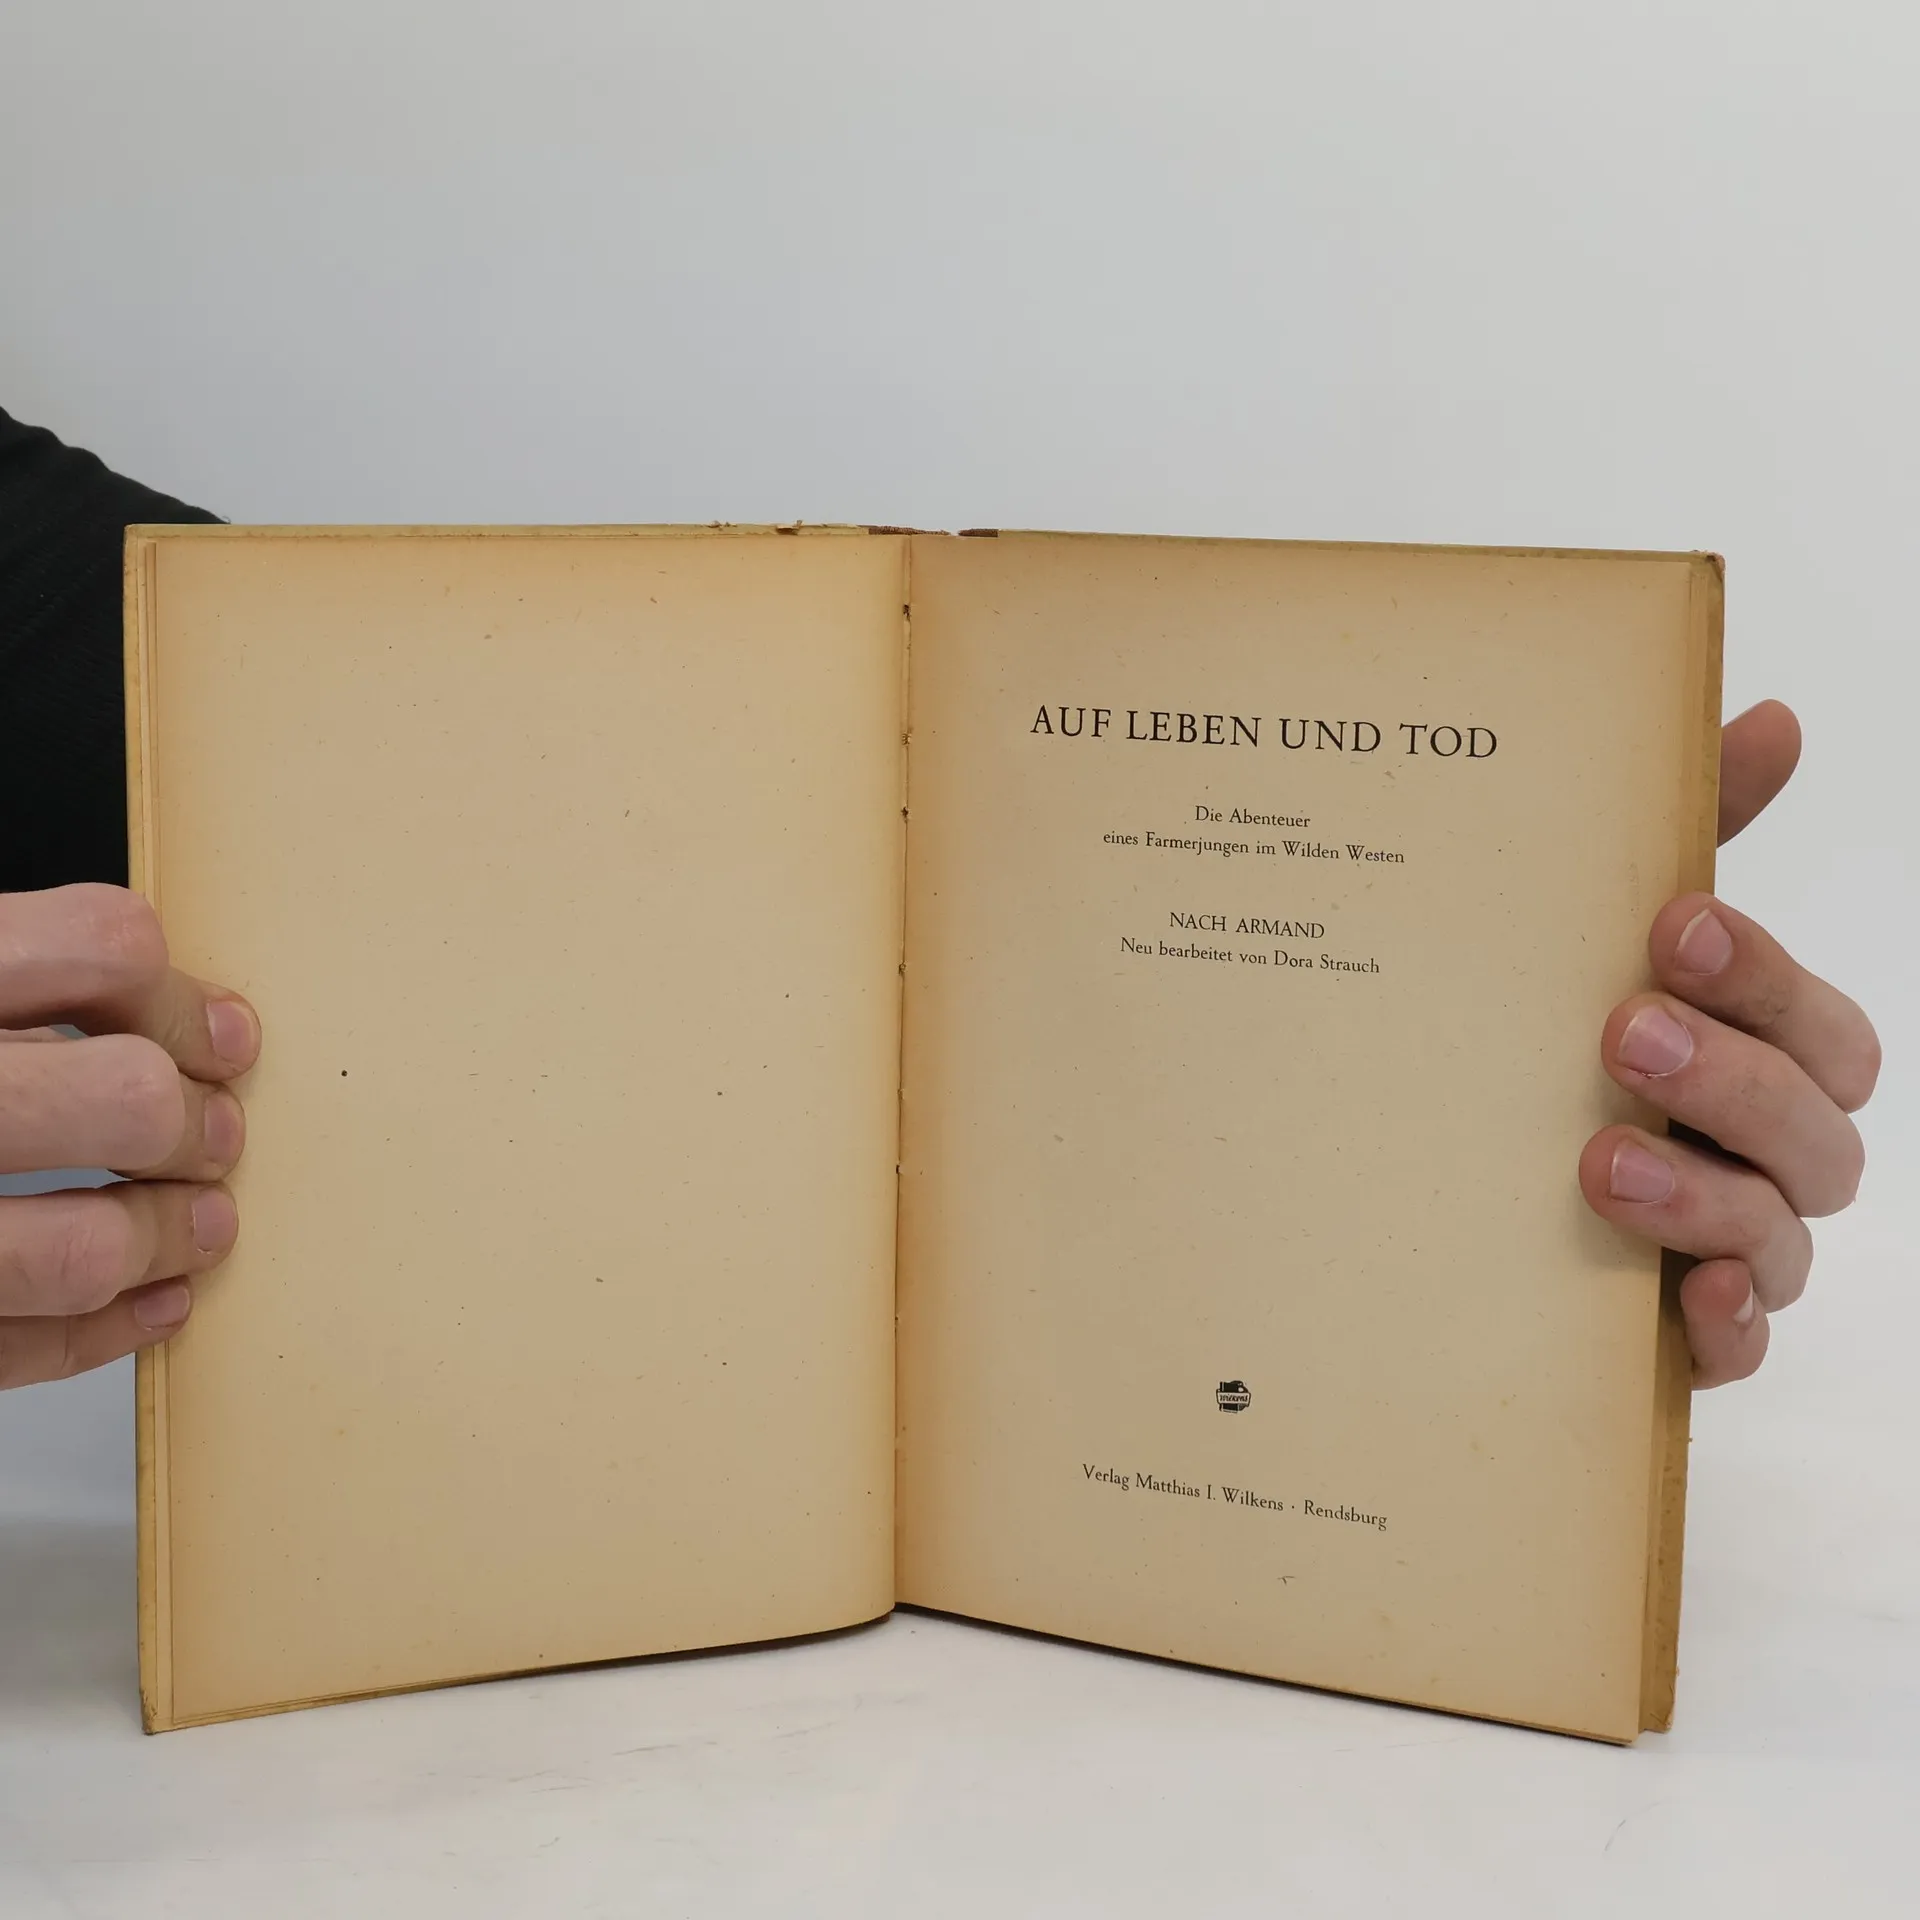 AUF LEBEN UND TOD
Die Abenteuer
eines Farmerjungen im Wilden Westen
NACH ARMAND
Neu bearbeitet von Dora Strauch
Wilkens
Verlag Matthias I. Wilkens · Rendsburg